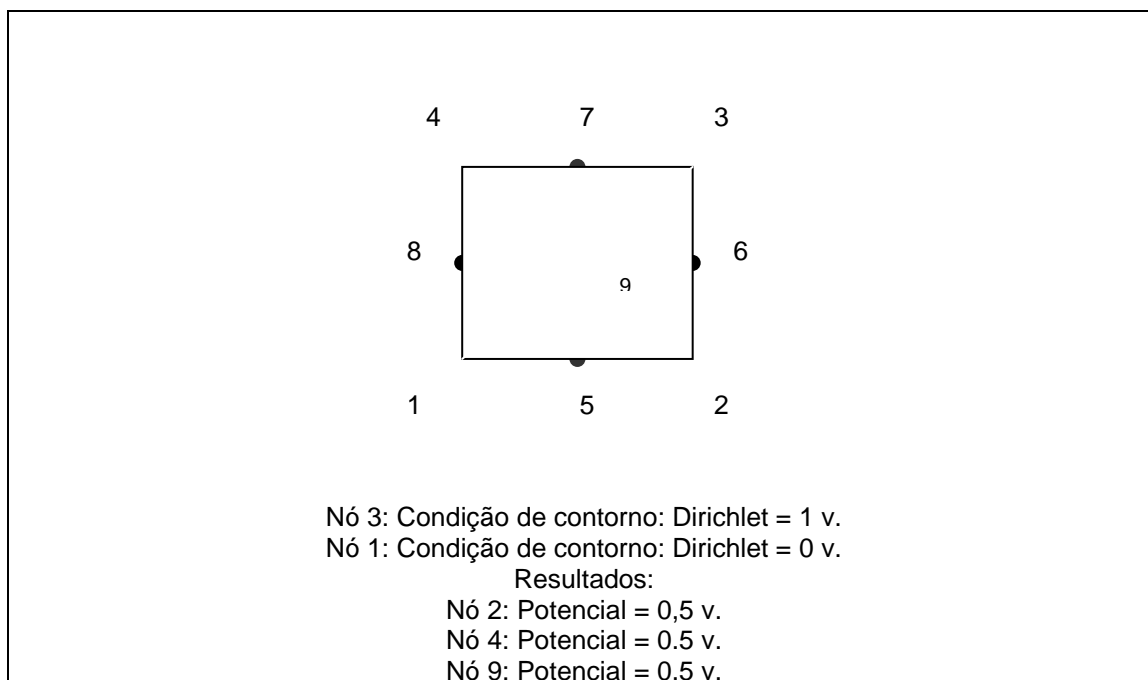 4 7 3
8 6
9
1 5 2
Nó 3: Condição de contorno: Dirichlet = 1 v.
Nó 1: Condição de contorno: Dirichlet = 0 v.
Resultados:
Nó 2: Potencial = 0,5 v.
Nó 4: Potencial = 0.5 v.
Nó 9: Potencial = 0.5 v.